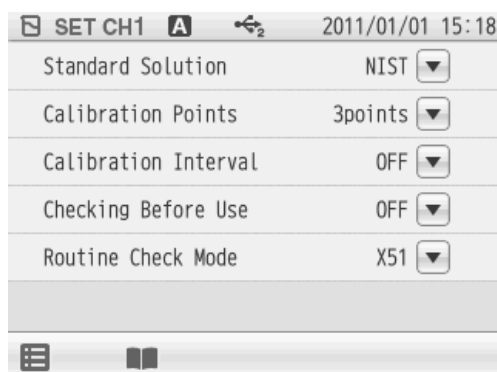 SET CH1 A 2 2011/01/01 15:18
Standard Solution NIST
Calibration Points 3points
Calibration Interval OFF
Checking Before Use OFF
Routine Check Mode X51